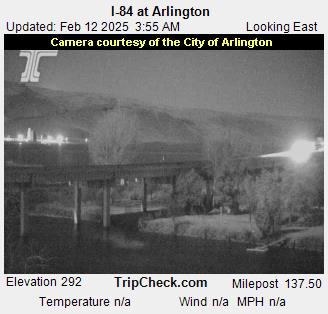 I-84 at Arlington
Updated: Feb 12 2025 3:55 AM Looking East
Camera courtesy of the City of Arlington
Elevation 292 TripCheck.com Milepost 137.50
Temperature n/a Wind n/a MPH n/a